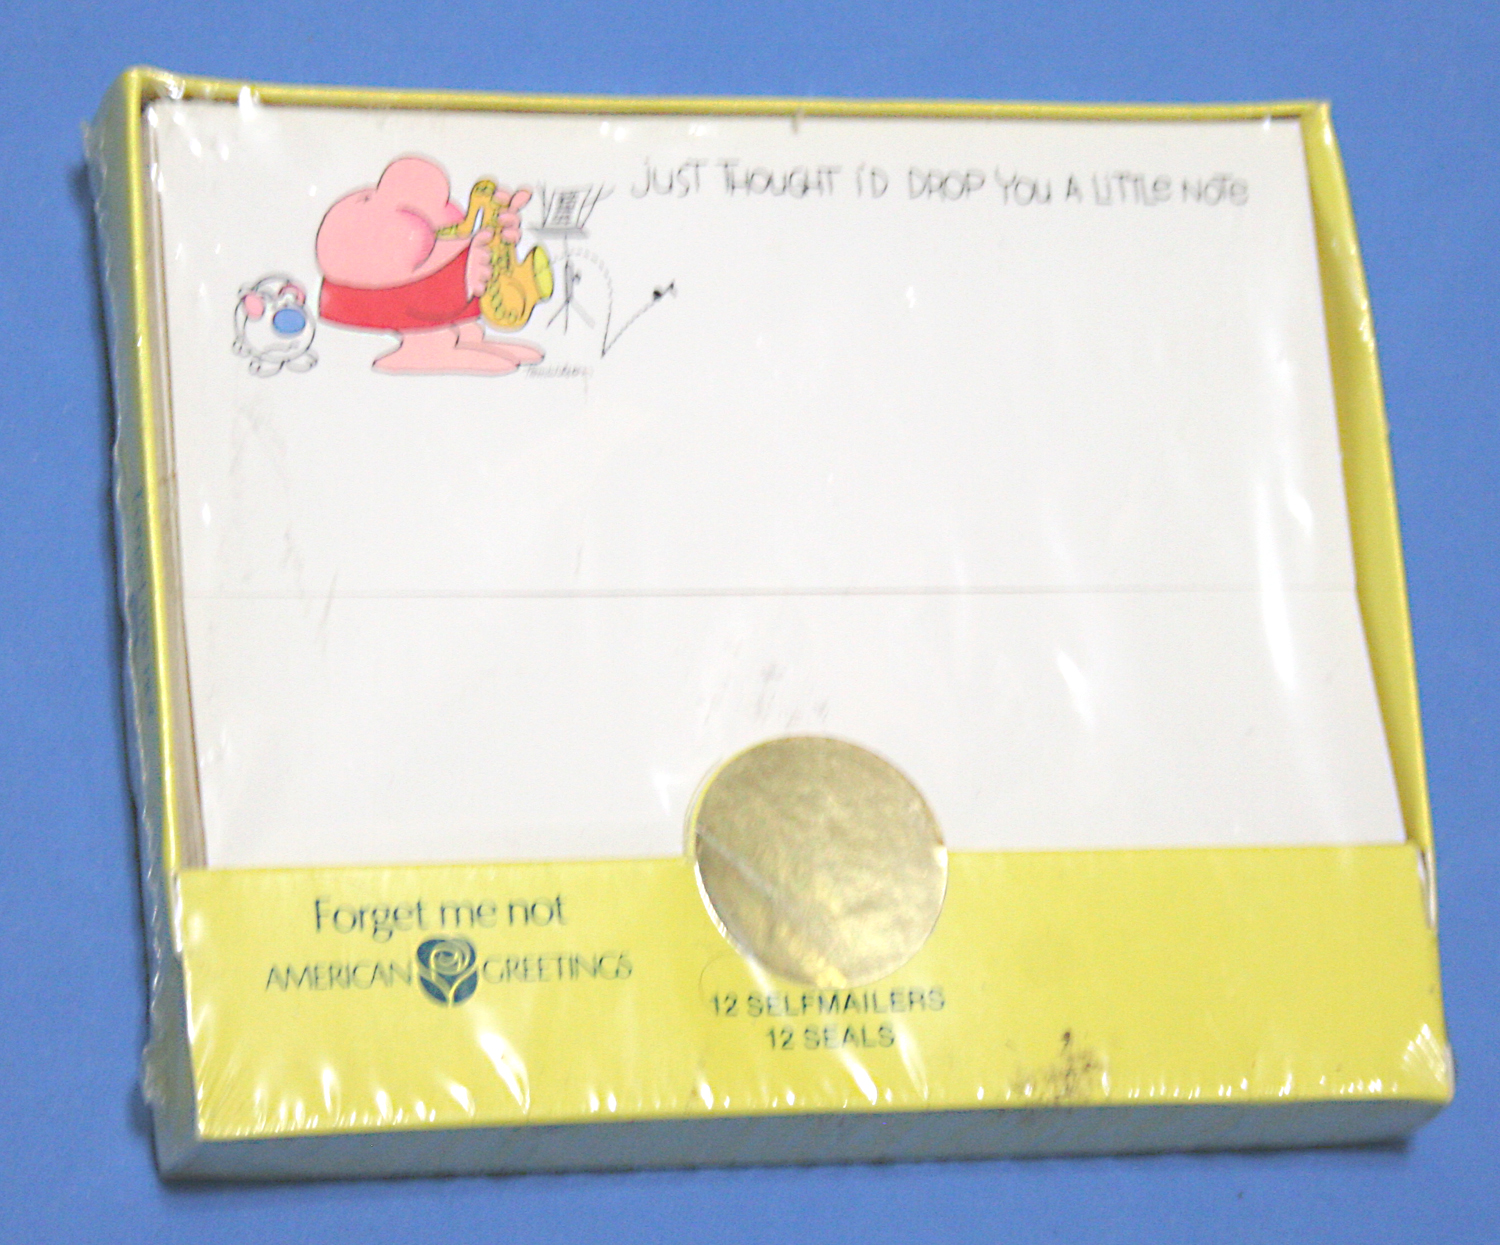 JUST THOUGHT I'D DROP YOU A LITTLE NOTE
Forget me not
AMERICAN GREETINGS
12 SELFMAILERS
12 SEALS